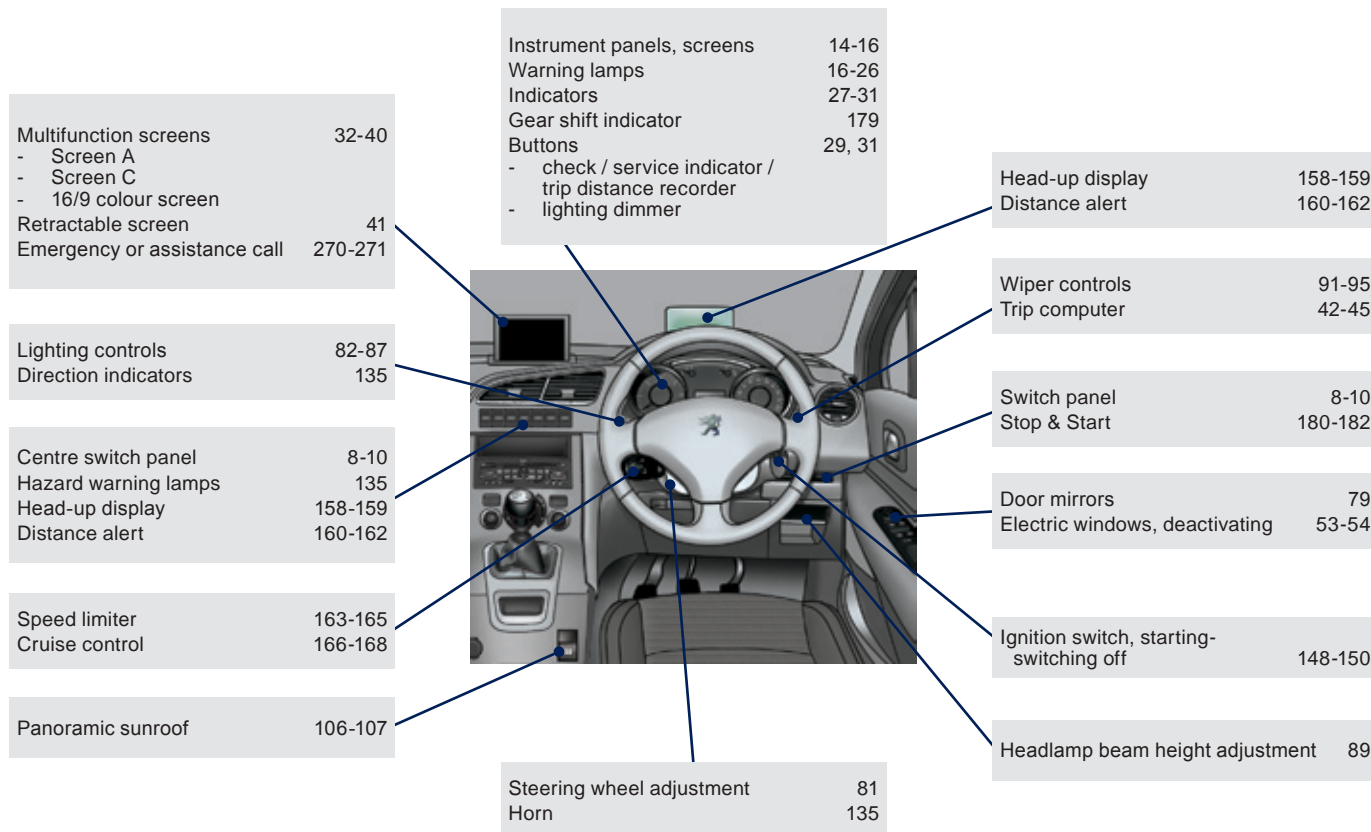 Instrument panels, screens 14-16
Warning lamps 16-26
Indicators 27-31
Gear shift indicator 179
Buttons 29, 31
- check / service indicator /
trip distance recorder
- lighting dimmer
Multifunction screens 32-40
- Screen A
- Screen C
- 16/9 colour screen
Retractable screen 41
Emergency or assistance call 270-271
Lighting controls 82-87
Direction indicators 135
Centre switch panel 8-10
Hazard warning lamps 135
Head-up display 158-159
Distance alert 160-162
Speed limiter 163-165
Cruise control 166-168
Panoramic sunroof 106-107
Steering wheel adjustment 81
Horn 135
Head-up display 158-159
Distance alert 160-162
Wiper controls 91-95
Trip computer 42-45
Switch panel 8-10
Stop & Start 180-182
Door mirrors 79
Electric windows, deactivating 53-54
Ignition switch, starting-
switching off 148-150
Headlamp beam height adjustment 89